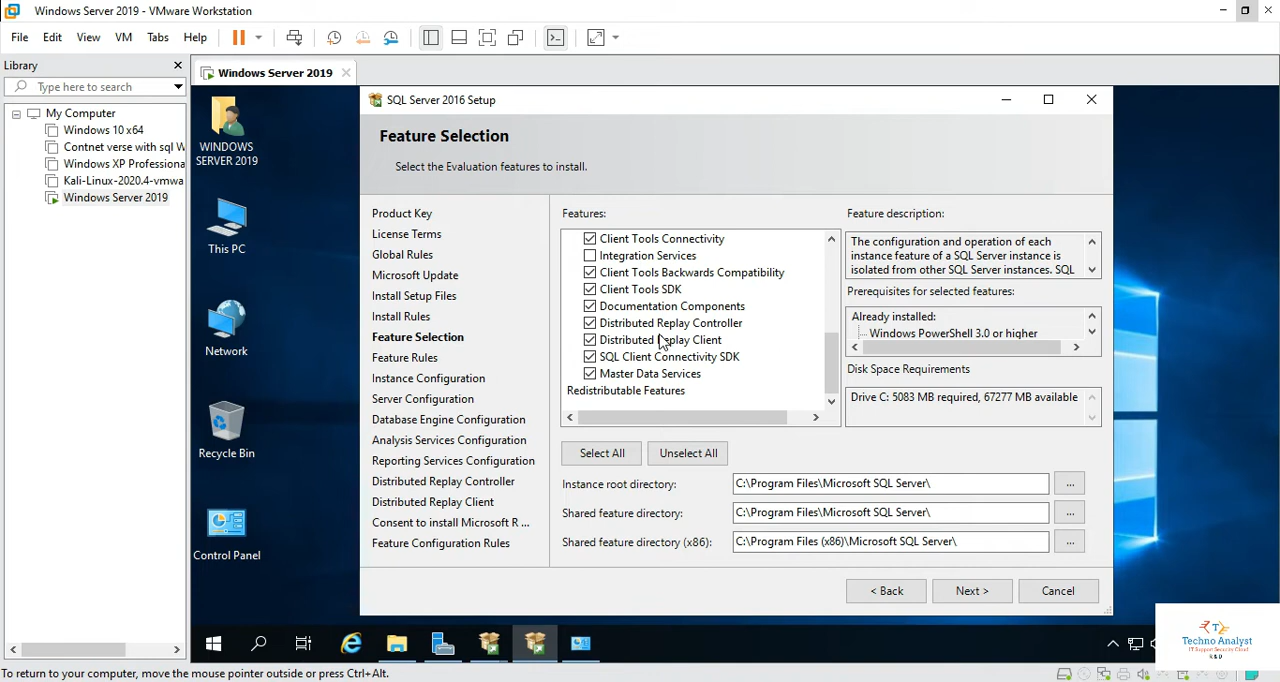 Windows Server 2019 - VMware Workstation
File Edit View VM Tabs Help
Library
Type here to search
My Computer
Windows 10 x64
Contnet verse with sql W
Windows XP Professiona
Kali-Linux-2020.4-vmwa
Windows Server 2019
Windows Server 2019
WINDOWS
SERVER 2019
This PC
Network
Recycle Bin
Control Panel
SQL Server 2016 Setup
Feature Selection
Select the Evaluation features to install.
Product Key
License Terms
Global Rules
Microsoft Update
Install Setup Files
Install Rules
Feature Selection
Feature Rules
Instance Configuration
Server Configuration
Database Engine Configuration
Analysis Services Configuration
Reporting Services Configuration
Distributed Replay Controller
Distributed Replay Client
Consent to install Microsoft R ...
Feature Configuration Rules
Features:
Client Tools Connectivity
Integration Services
Client Tools Backwards Compatibility
Client Tools SDK
Documentation Components
Distributed Replay Controller
Distributed Replay Client
SQL Client Connectivity SDK
Master Data Services
Redistributable Features
Feature description:
The configuration and operation of each
instance feature of a SQL Server instance is
isolated from other SQL Server instances. SQL
Prerequisites for selected features:
Already installed:
Windows PowerShell 3.0 or higher
Disk Space Requirements
Drive C: 5083 MB required, 67277 MB available
Select All
Unselect All
Instance root directory:
C:\Program Files\Microsoft SQL Server\
...
Shared feature directory:
C:\Program Files\Microsoft SQL Server\
...
Shared feature directory (x86):
C:\Program Files (x86)\Microsoft SQL Server\
...
< Back
Next >
Cancel
T
Techno Analyst
IT Support Security Cloud
R&D
To return to your computer, move the mouse pointer outside or press Ctrl+Alt.